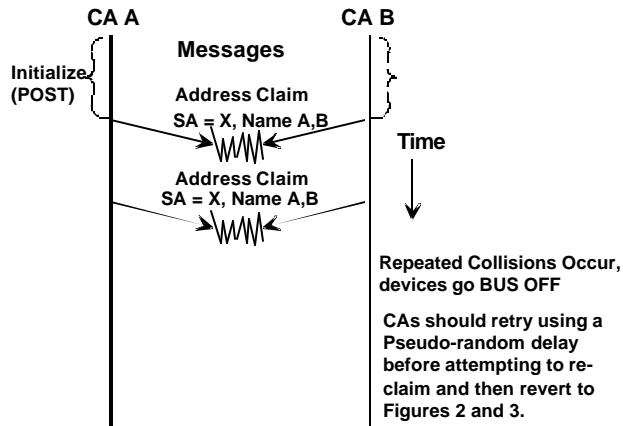 CA A
CA B
Messages
Initialize
(POST)
Address Claim
SA = X, Name A,B
Time
Address Claim
SA = X, Name A,B
Repeated Collisions Occur,
devices go BUS OFF
CAs should retry using a
Pseudo-random delay
before attempting to re-
claim and then revert to
Figures 2 and 3.